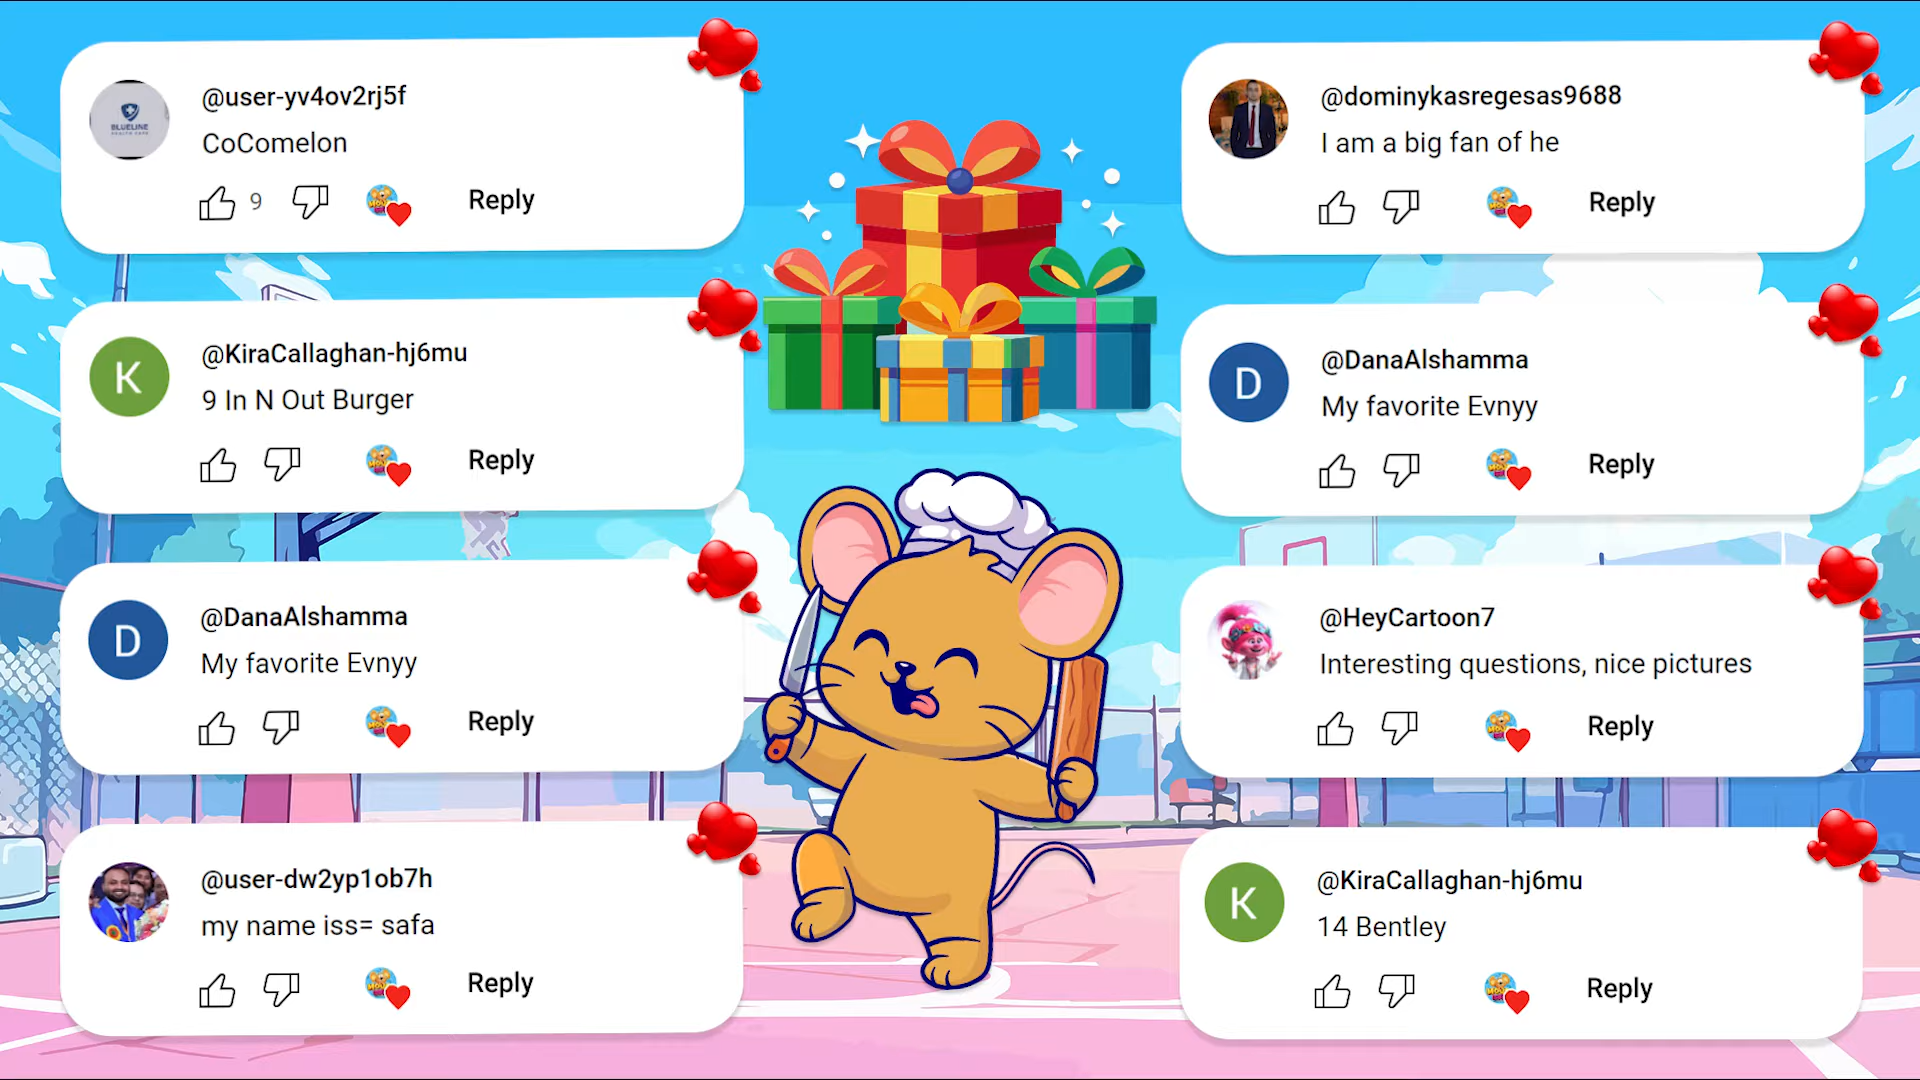 @user-yv4ov2rj5f
CoComelon
9
Reply
BLUELINE
@KiraCallaghan-hj6mu
9 In N Out Burger
Reply
@DanaAlshamma
My favorite Evnyy
Reply
@user-dw2yp1ob7h
my name iss= safa
Reply
@dominykasregesas9688
I am a big fan of he
Reply
@DanaAlshamma
My favorite Evnyy
Reply
@HeyCartoon7
Interesting questions, nice pictures
Reply
@KiraCallaghan-hj6mu
14 Bentley
Reply
K
D
D
K